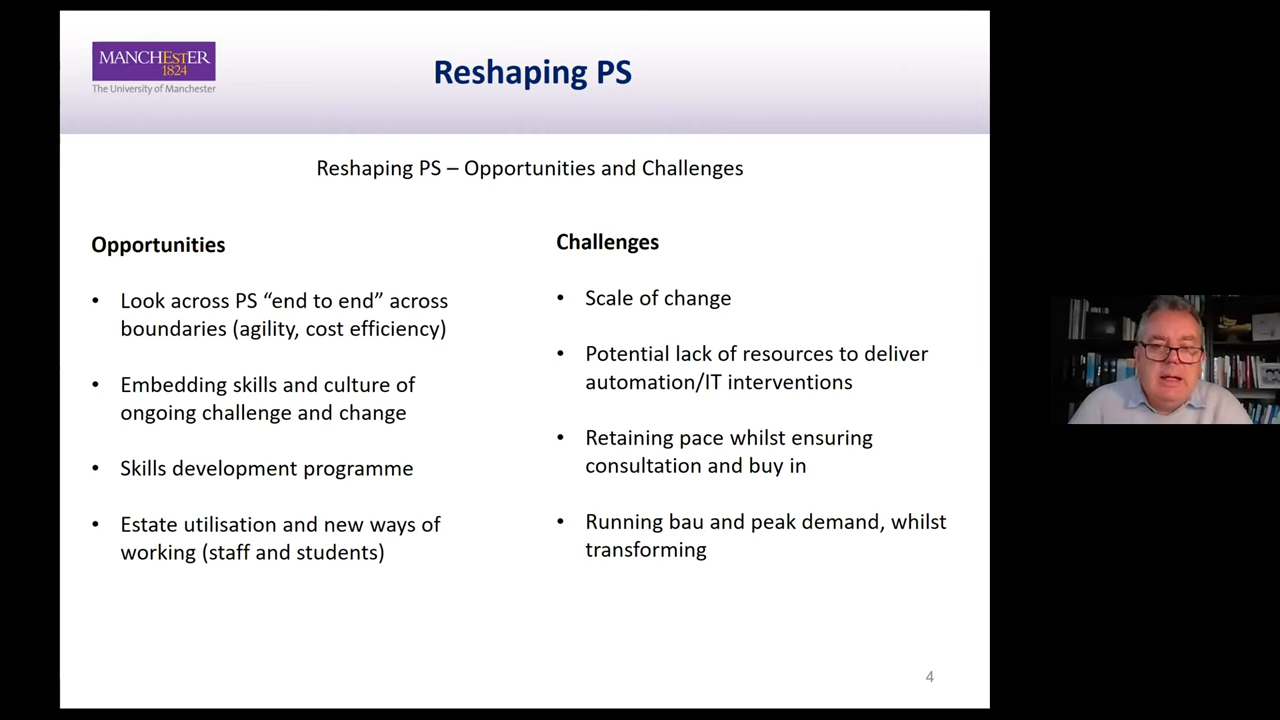 MANCHESTER
1824
The University of Manchester
Reshaping PS
Reshaping PS – Opportunities and Challenges
Opportunities
• Look across PS “end to end” across
boundaries (agility, cost efficiency)
• Embedding skills and culture of
ongoing challenge and change
• Skills development programme
• Estate utilisation and new ways of
working (staff and students)
Challenges
• Scale of change
• Potential lack of resources to deliver
automation/IT interventions
• Retaining pace whilst ensuring
consultation and buy in
• Running bau and peak demand, whilst
transforming
4